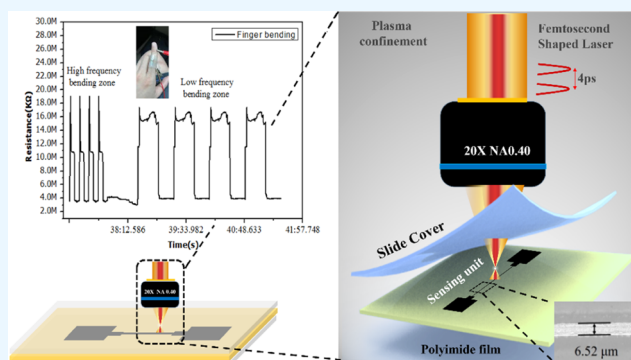 30.0M
28.0M
26.0M
24.0M
22.0M
20.0M
18.0M
16.0M
14.0M
12.0M
10.0M
8.0M
6.0M
4.0M
2.0M
Resistance(KΩ)
Finger bending
High frequency
bending zone
Low frequency
bending zone
38:12.586
39:33.982
40:48.633
41:57.748
Time(s)
20X NA0.40
Plasma
confinement
Femtosecond
Shaped Laser
4ps
20X NA0.40
Slide Cover
Sensing unit
Polyimide film
6.52 μm